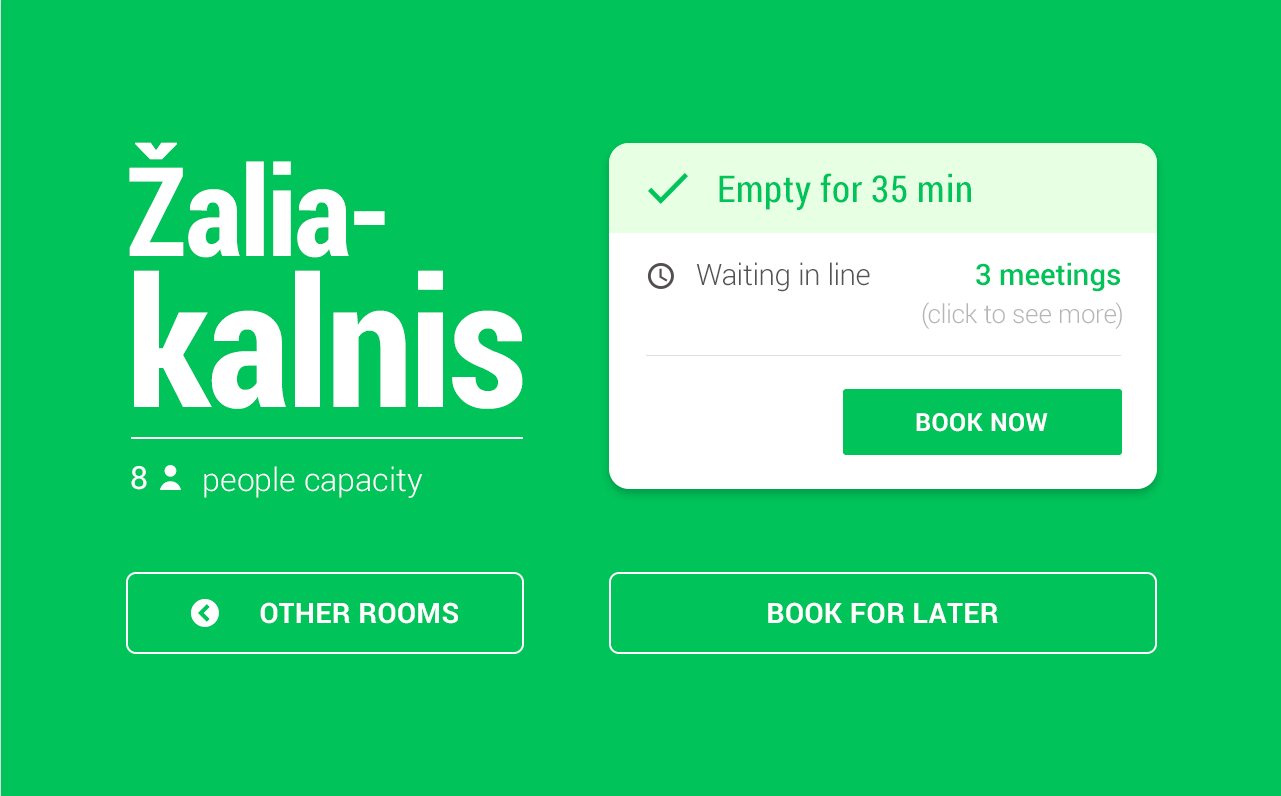 Žalia-
kalnis
8 people capacity
Empty for 35 min
Waiting in line 3 meetings
(click to see more)
BOOK NOW
OTHER ROOMS
BOOK FOR LATER